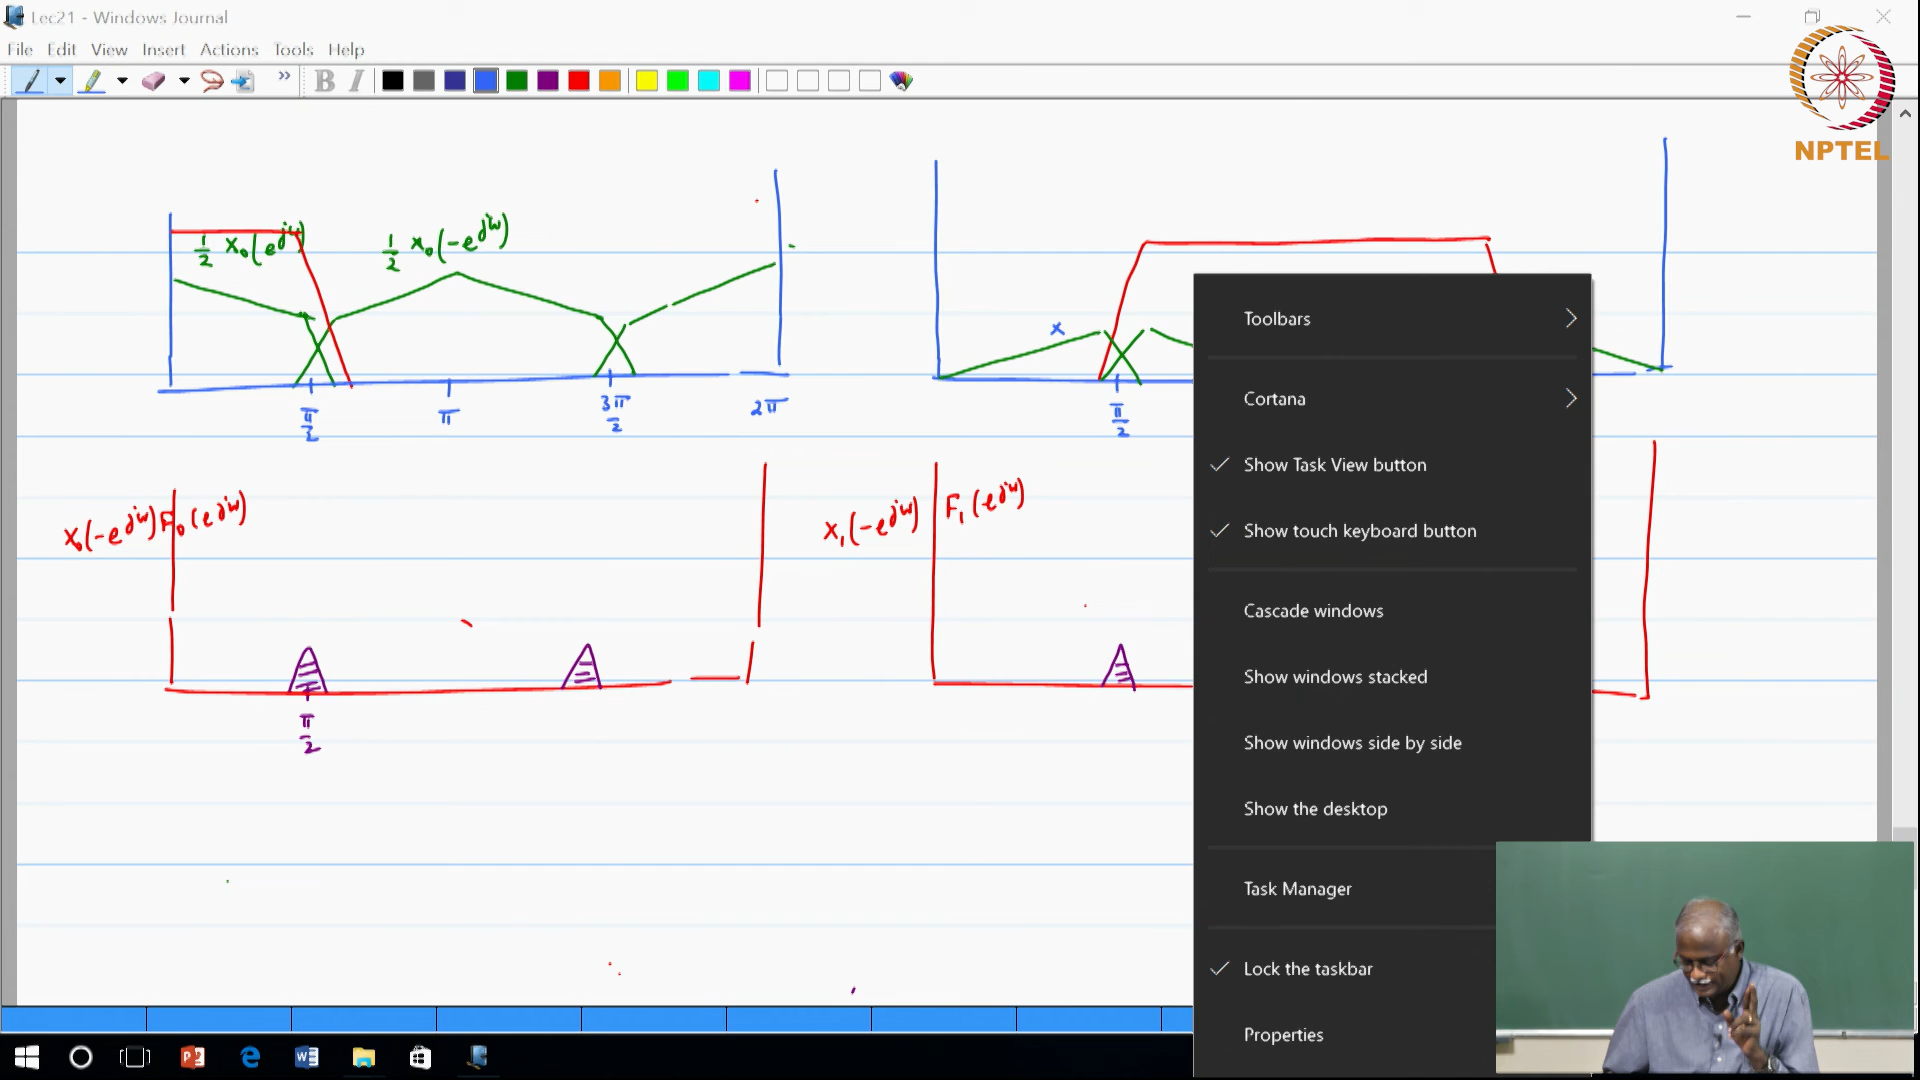 Lec21 - Windows Journal
File Edit View Insert Actions Tools Help
B I
NPTEL
1/2 X₀(e^jω) 1/2 X₀(-e^jω)
x
π/2 π 3π/2 2π
π/2
X₀(-e^jω) F₀(e^jω)
X₁(-e^jω) F₁(e^jω)
π/2
Toolbars
Cortana
Show Task View button
Show touch keyboard button
Cascade windows
Show windows stacked
Show windows side by side
Show the desktop
Task Manager
Lock the taskbar
Properties